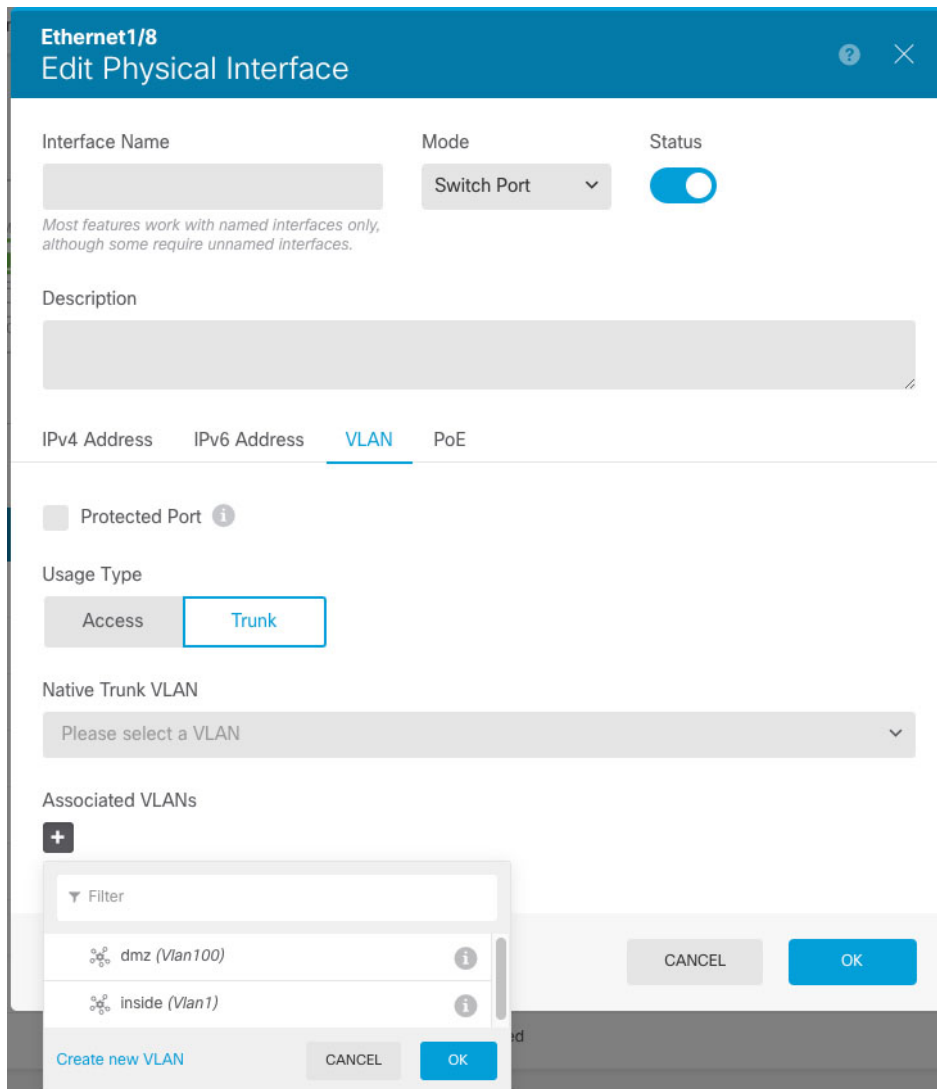 Ethernet1/8
Edit Physical Interface
Interface Name
Mode
Status
Switch Port
Most features work with named interfaces only,
although some require unnamed interfaces.
Description
IPv4 Address
IPv6 Address
VLAN
PoE
Protected Port
Usage Type
Access
Trunk
Native Trunk VLAN
Please select a VLAN
Associated VLANs
Filter
dmz (Vlan100)
inside (Vlan1)
CANCEL
OK
Create new VLAN
CANCEL
OK